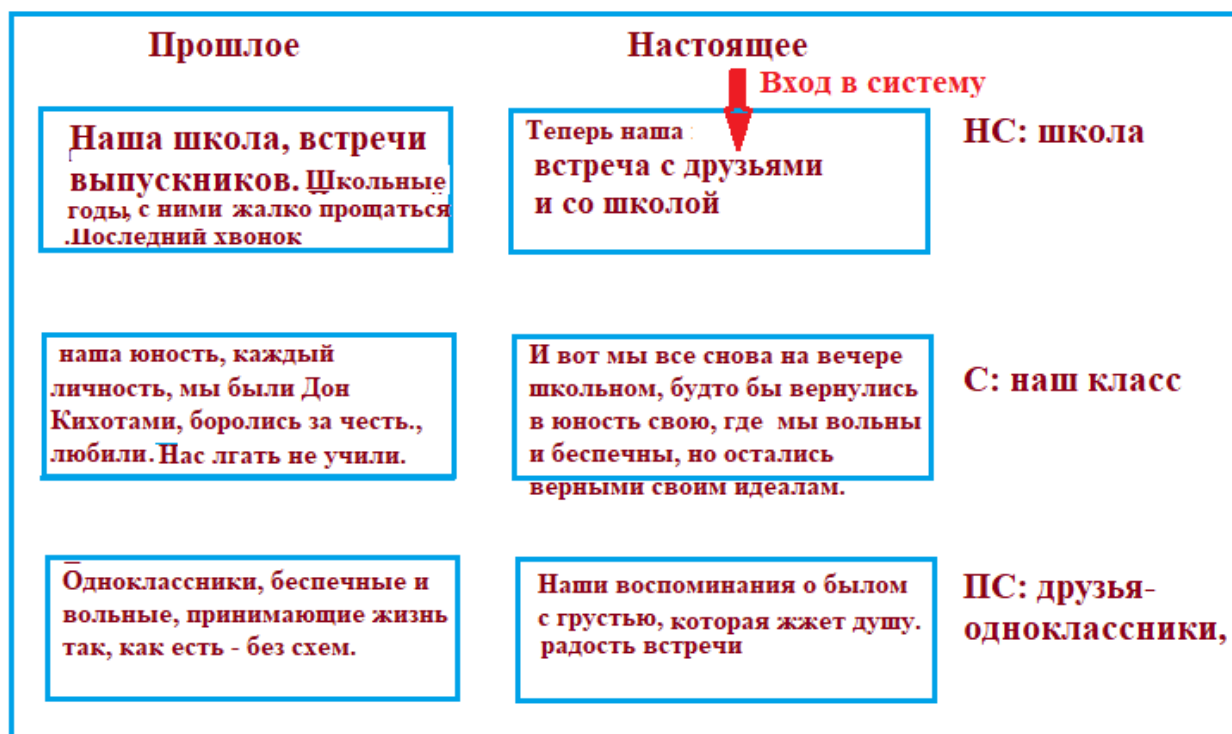 Прошлое
Настоящее
Вход в систему
Наша школа, встречи
выпускников. Школьные
годы, с ними жалко прощаться
.Последний хвонок
Теперь наша
встреча с друзьями
и со школой
НС: школа
наша юность, каждый
личность, мы были Дон
Кихотами, боролись за честь.,
любили. Нас лгать не учили.
И вот мы все снова на вечере
школьном, будто бы вернулись
в юность свою, где мы вольны
и беспечны, но остались
верными своим идеалам.
С: наш класс
Одноклассники, беспечные и
вольные, принимающие жизнь
так, как есть - без схем.
Наши воспоминания о былом
с грустью, которая жжет душу.
радость встречи
ПС: друзья-
одноклассники,